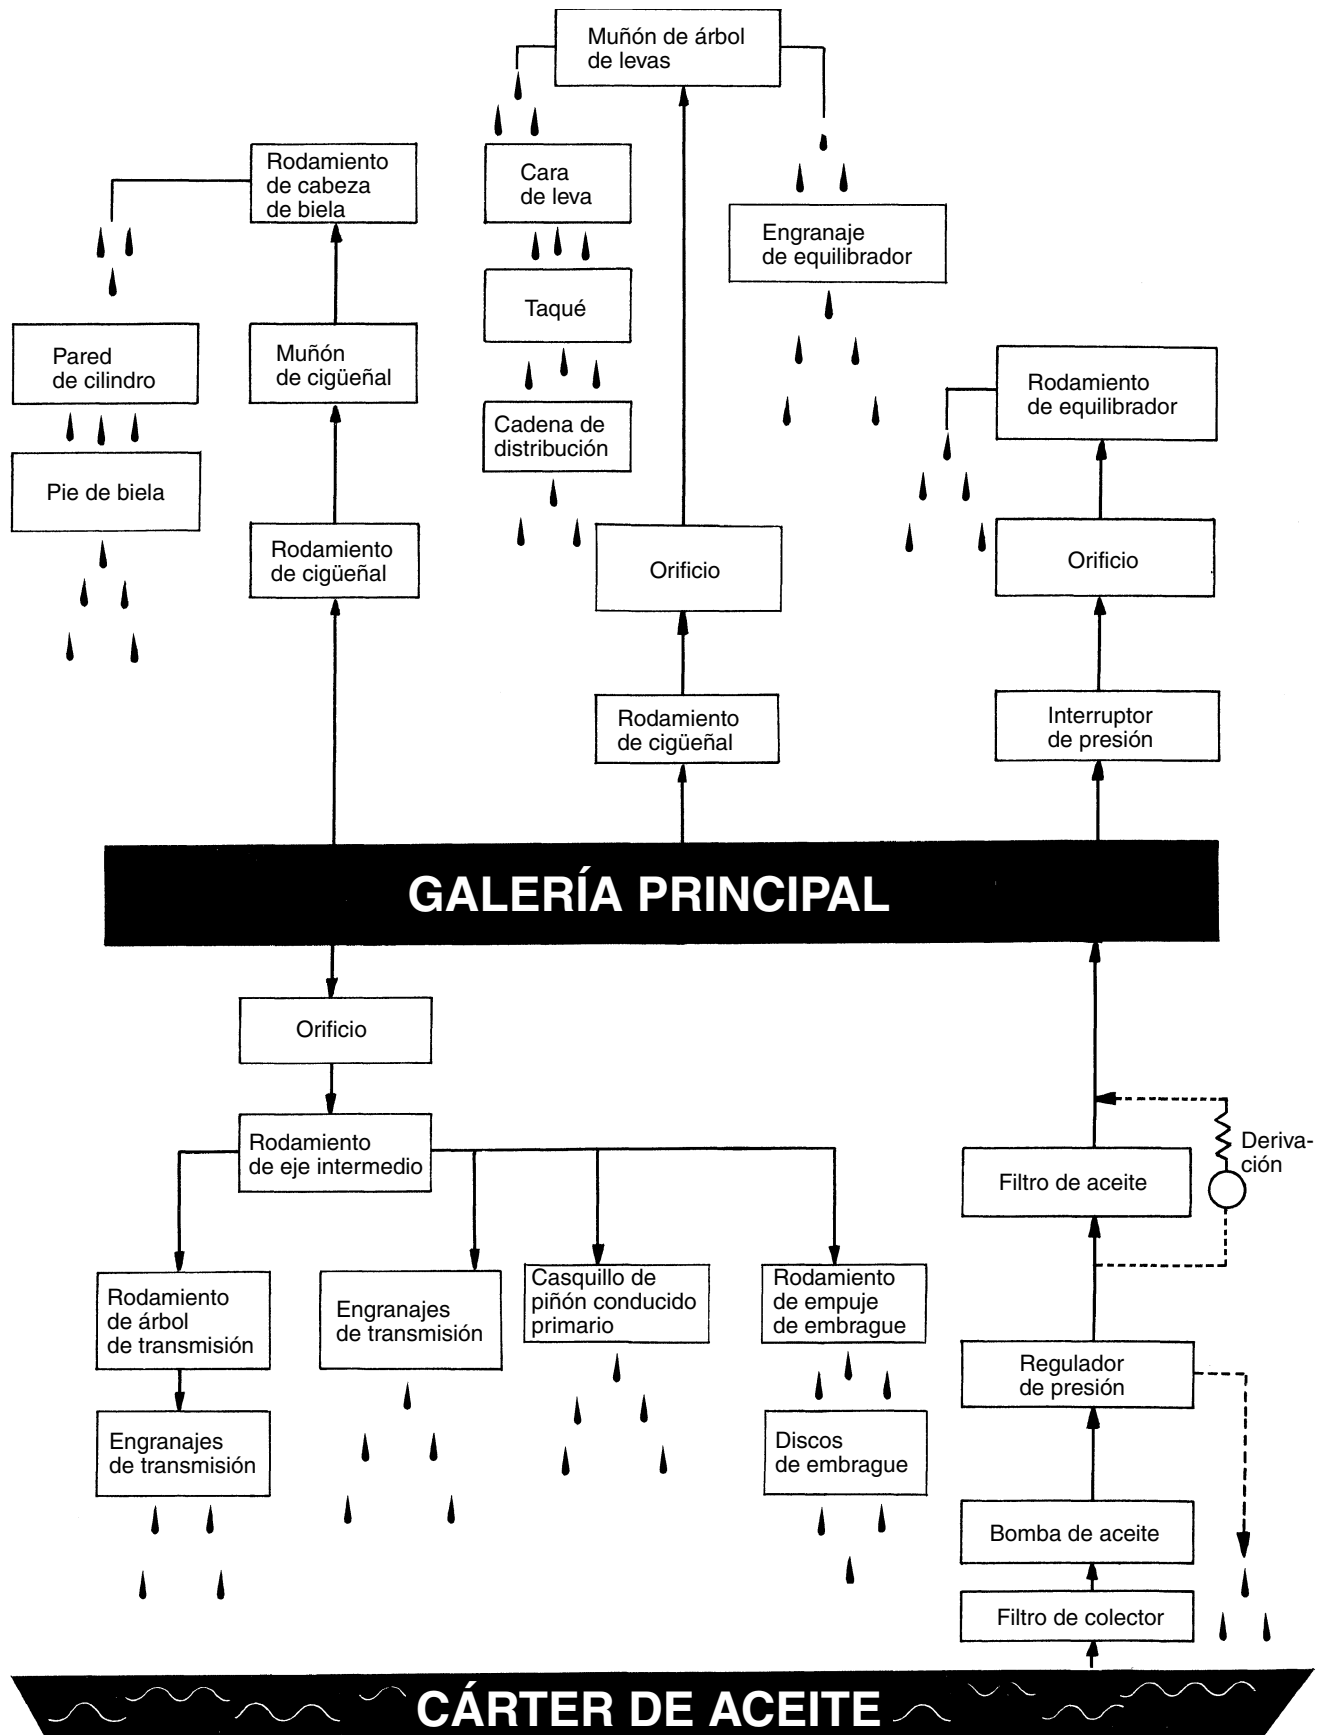 Muñón de árbol
de levas
Rodamiento
de cabeza
de biela
Cara
de leva
Engranaje
de equilibrador
Taqué
Pared
de cilindro
Muñón
de cigüeñal
Rodamiento
de equilibrador
Cadena de
distribución
Pie de biela
Rodamiento
de cigüeñal
Orificio
Orificio
Rodamiento
de cigüeñal
Interruptor
de presión
GALERÍA PRINCIPAL
Orificio
Rodamiento
de eje intermedio
Deriva-
ción
Filtro de aceite
Rodamiento
de árbol
de transmisión
Engranajes
de transmisión
Casquillo de
piñón conducido
primario
Rodamiento
de empuje
de embrague
Regulador
de presión
Engranajes
de transmisión
Discos
de embrague
Bomba de aceite
Filtro de colector
CÁRTER DE ACEITE